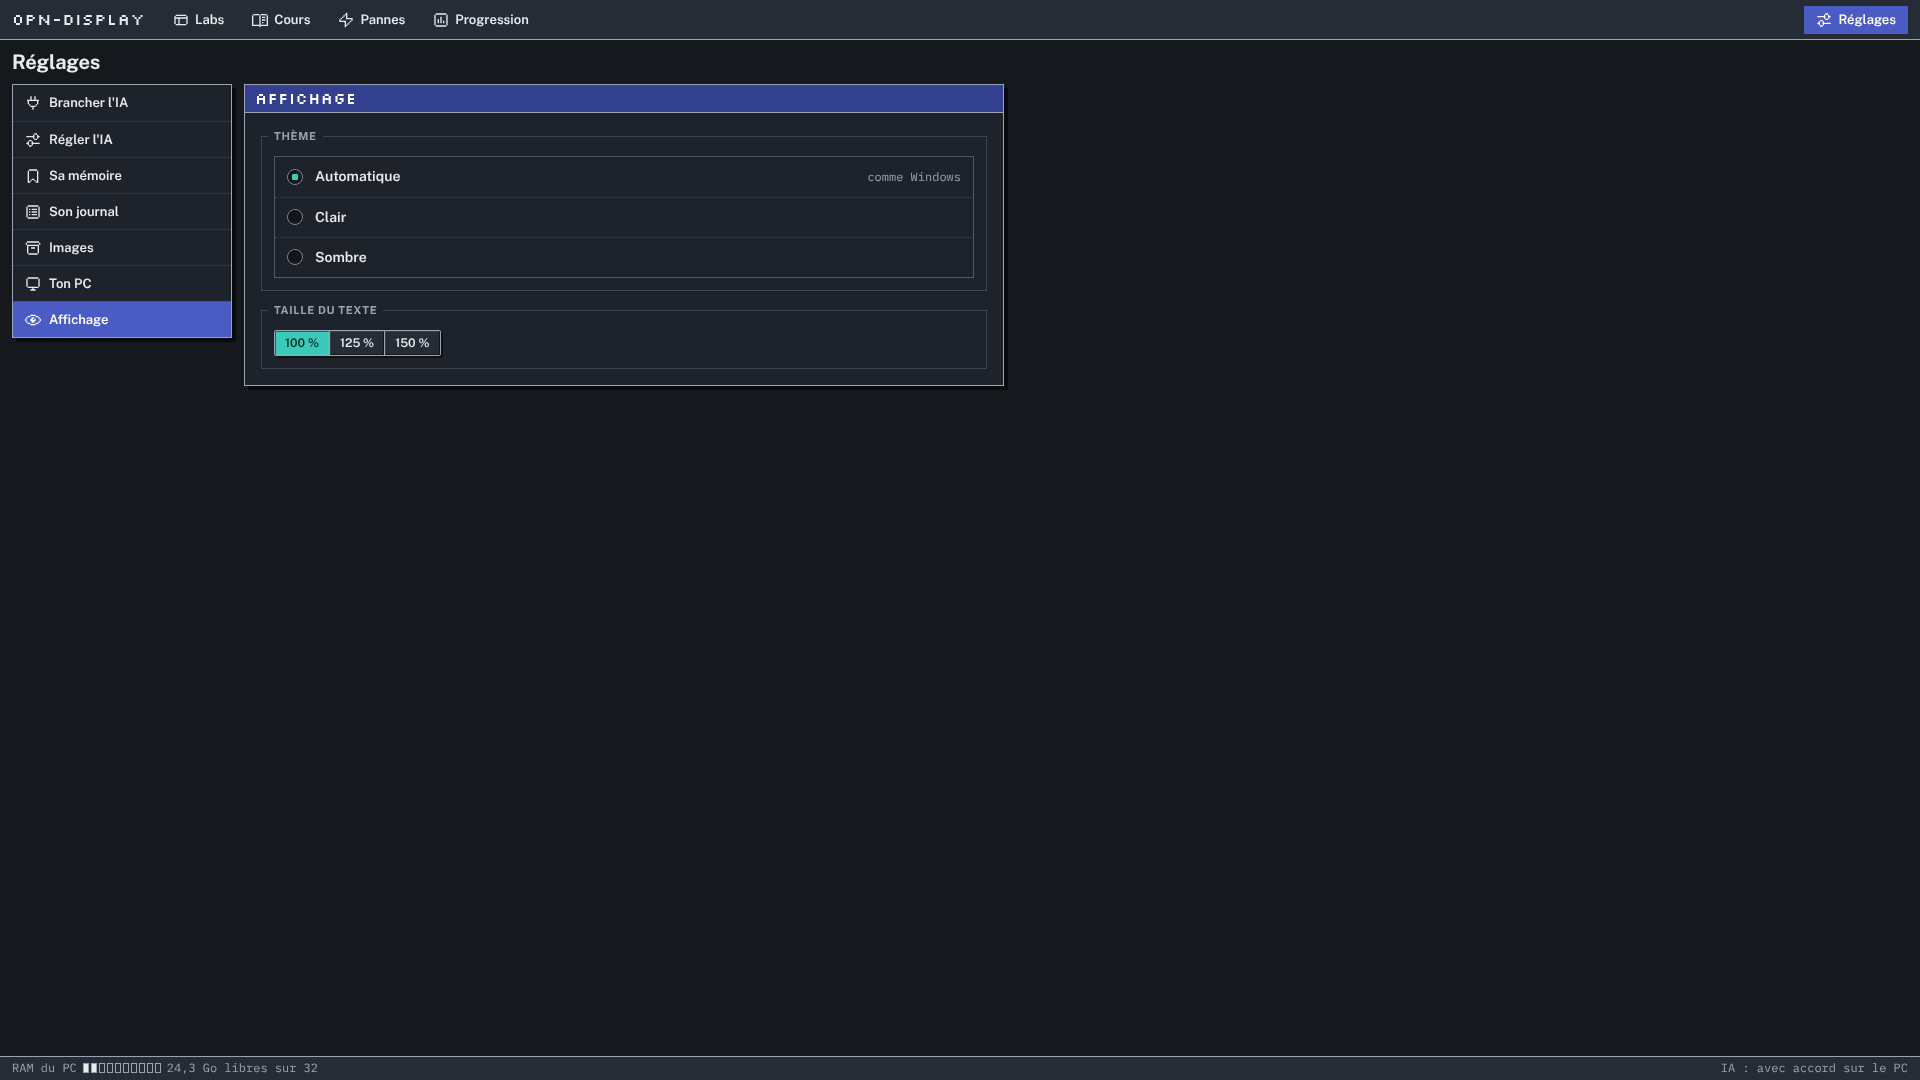 OPN-DISPLAY Labs Cours Pannes Progression Réglages
Réglages
Brancher l'IA
Régler l'IA
Sa mémoire
Son journal
Images
Ton PC
Affichage
AFFICHAGE
THÈME
Automatique comme Windows
Clair
Sombre
TAILLE DU TEXTE
100 % 125 % 150 %
RAM du PC 24,3 Go libres sur 32 IA : avec accord sur le PC